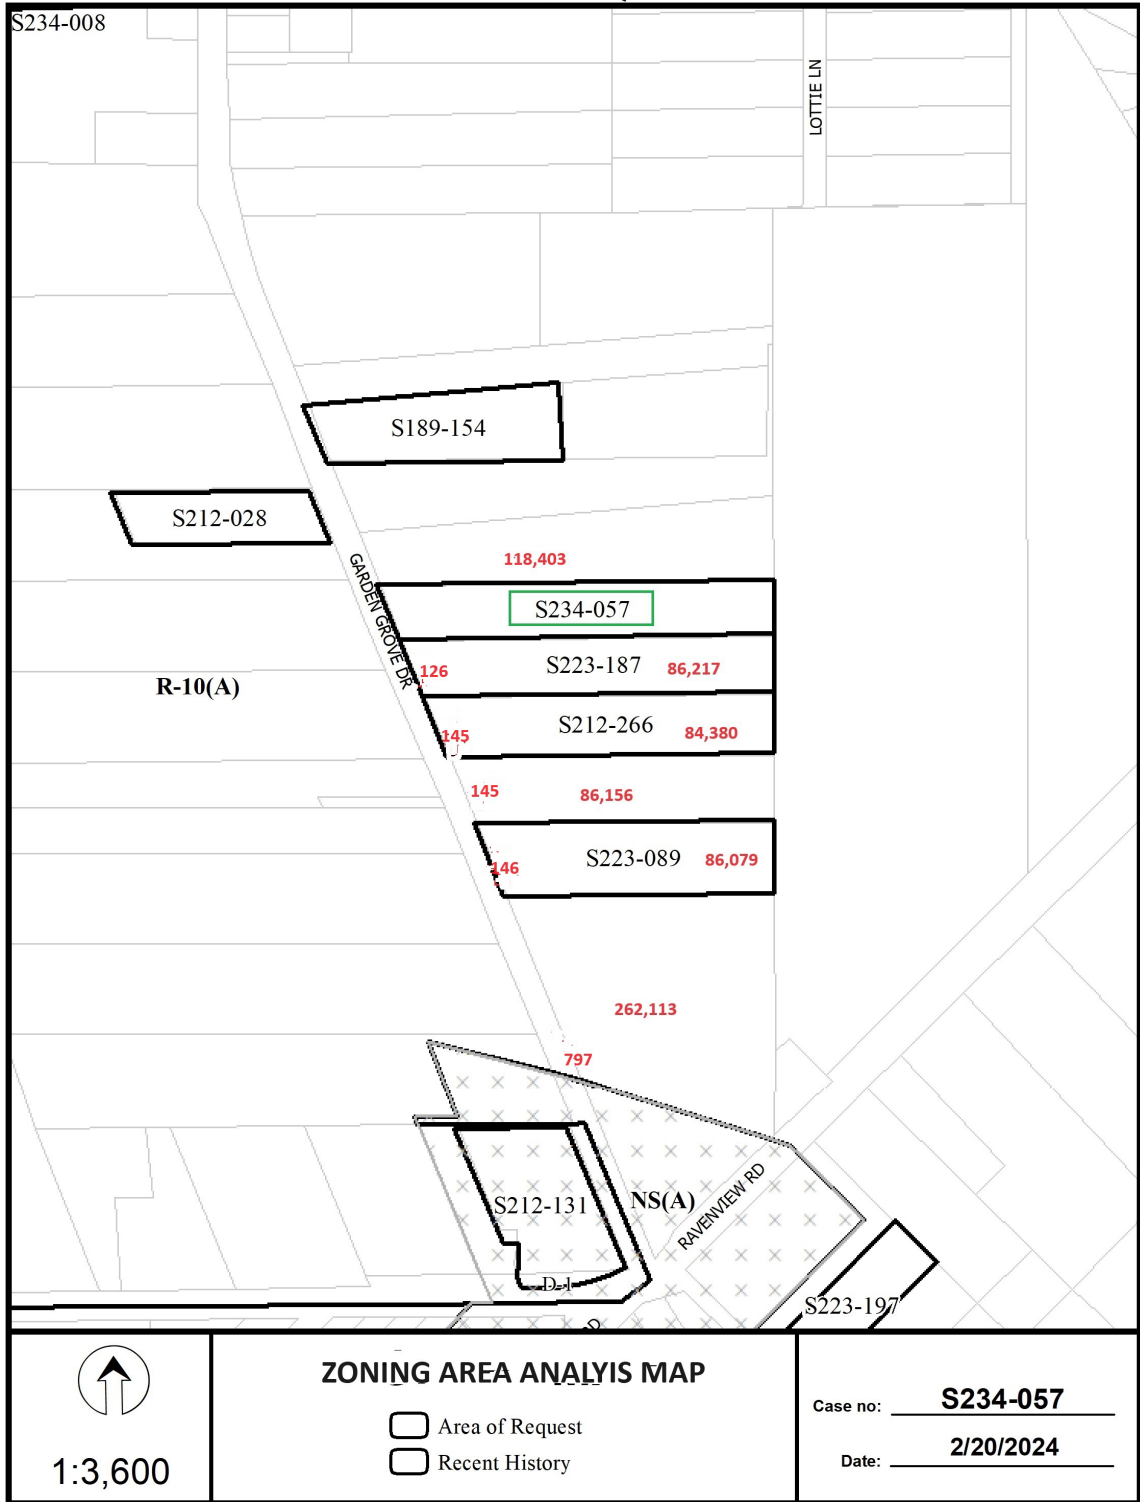 S234-008
LOTTIE LN
S189-154
S212-028
118,403
GARDEN GROVE DR
S234-057
126
S223-187
86,217
R-10(A)
145
S212-266
84,380
145
86,156
146
S223-089
86,079
262,113
797
S212-131
NS(A)
RAVENVIEW RD
D-1
S223-197
RD
1:3,600
ZONING AREA ANALYIS MAP
Area of Request
Recent History
Case no: S234-057
Date: 2/20/2024